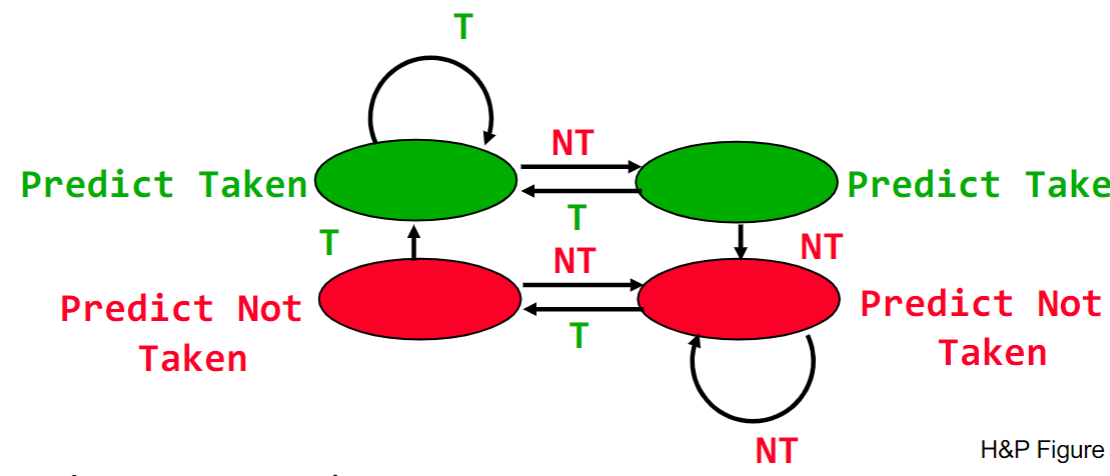 T
NT
Predict Taken
Predict Take
T
T
NT
NT
Predict Not
Taken
Predict Not
Taken
T
NT
H&P Figure